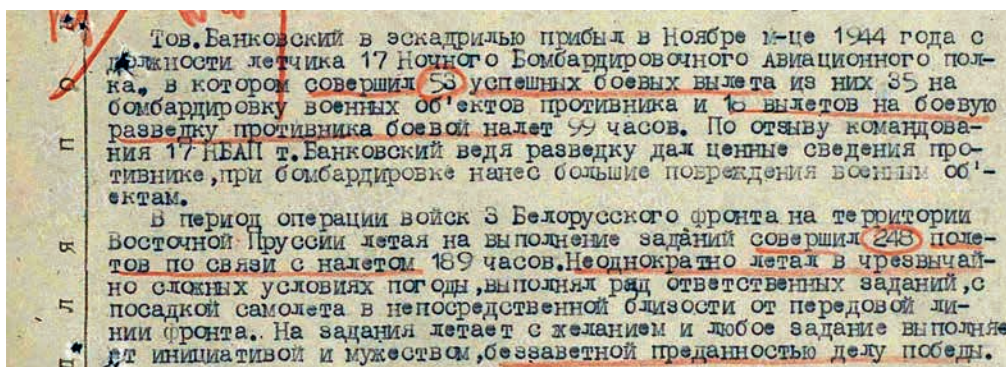 Тов.Банковский в эскадрилью прибыл в Ноябре м-це 1944 года с
должности летчика 17 Ночного Бомбардировочного Авиационного пол-
ка, в котором совершил 53 успешных боевых вылета из них 35 на
бомбардировку военных об'ектов противника и 18 вылетов на боевую
разведку противника боевой налет 99 часов. По отзыву командова-
ния 17 НБАП т.Банковский ведя разведку дал ценные сведения про-
тивнике,при бомбардировке нанес большие повреждения военным об'-
ектам.
В период операции войск 3 Белорусского фронта на территории
Восточной Пруссии летая на выполнение заданий совершил 248 поле-
тов по связи с налетом 189 часов.Неоднократно летал в чрезвычай-
но сложных условиях погоды,выполнял ряд ответственных заданий,с
посадкой самолета в непосредственной близости от передовой ли-
нии фронта. На задания летает с желанием и любое задание выполня
ет инициативой и мужеством,беззаветной преданностью делу победы.